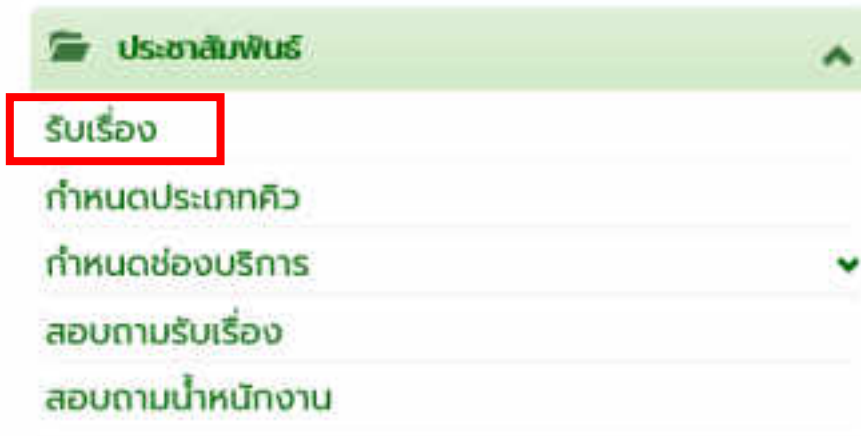 ประชาสัมพันธ์
รับเรื่อง
กำหนดประเภทคิว
กำหนดช่องบริการ
สอบถามรับเรื่อง
สอบถามน้ำหนักงาน